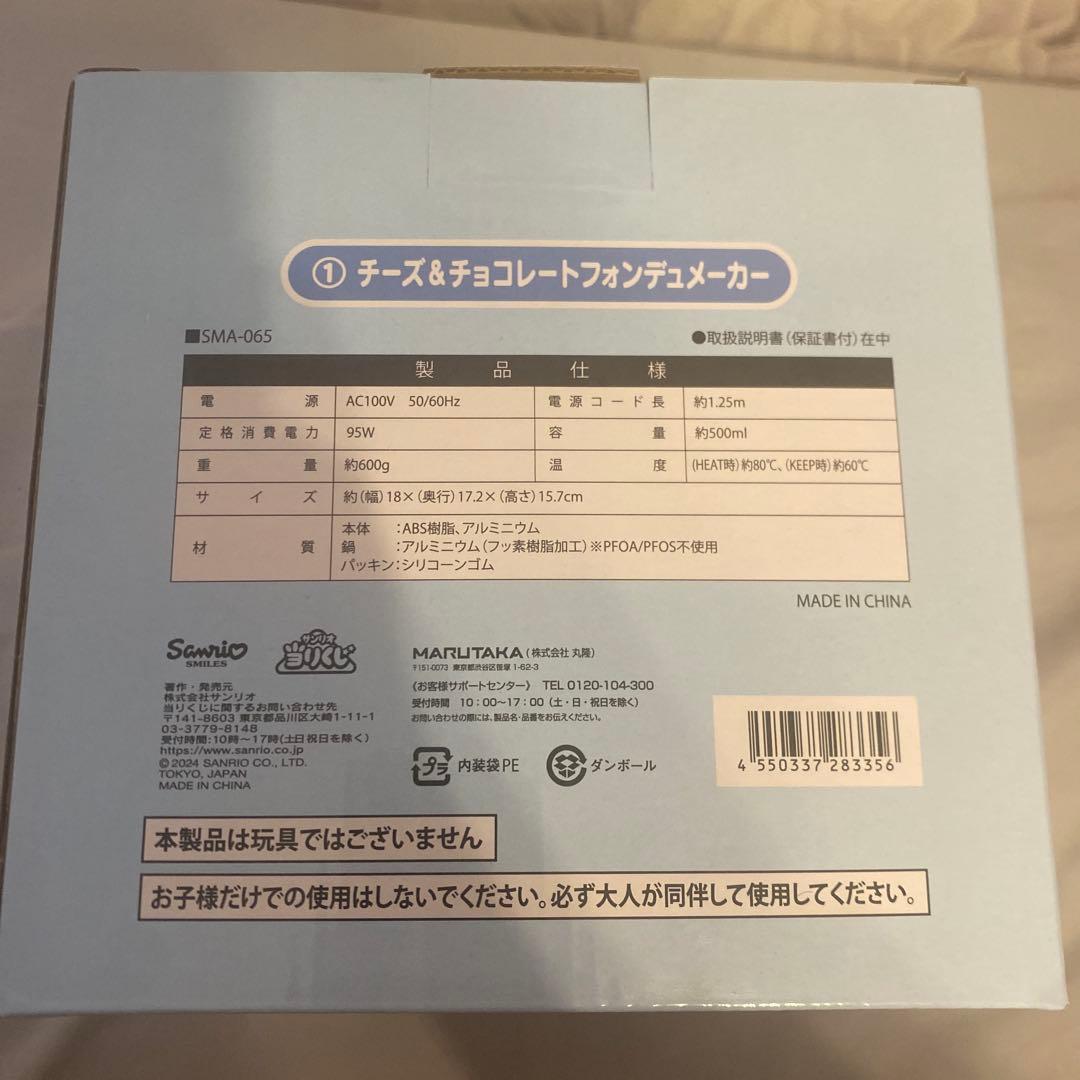 ① チーズ&チョコレートフォンデュメーカー
■SMA-065
●取扱説明書(保証書付)在中
製品仕様
電源 AC100V 50/60Hz 電源コード長 約1.25m
定格消費電力 95W 容量 約500ml
重量 約600g 温度 (HEAT時)約80℃、(KEEP時)約60℃
サイズ 約(幅)18×(奥行)17.2×(高さ)15.7cm
材質 本体 :ABS樹脂、アルミニウム
鍋 :アルミニウム(フッ素樹脂加工)※PFOA/PFOS不使用
パッキン:シリコーンゴム
MADE IN CHINA
Sanrio
SMILES
サンリオ
当りくじ
著作・発売元
株式会社サンリオ
当りくじに関するお問い合わせ先
〒141-8603 東京都品川区大崎1-11-1
03-3779-8148
受付時間:10時〜17時(土日祝日を除く)
https://www.sanrio.co.jp
©2024 SANRIO CO., LTD.
TOKYO, JAPAN
MADE IN CHINA
MARUTAKA(株式会社 丸隆)
〒151-0073 東京都渋谷区笹塚 1-62-3
《お客様サポートセンター》 TEL 0120-104-300
受付時間 10:00〜17:00(土・日・祝日を除く)
お問い合わせの際には、製品名・品番をお伝えください。
プラ 内装袋PE
ダンボール
4 550337 283356
本製品は玩具ではございません
お子様だけでの使用はしないでください。必ず大人が同伴して使用してください。